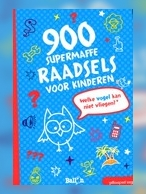 900
SUPERMAFFE
RAADSELS
VOOR KINDEREN
Welke vogel kan
niet vliegen?
Ballon